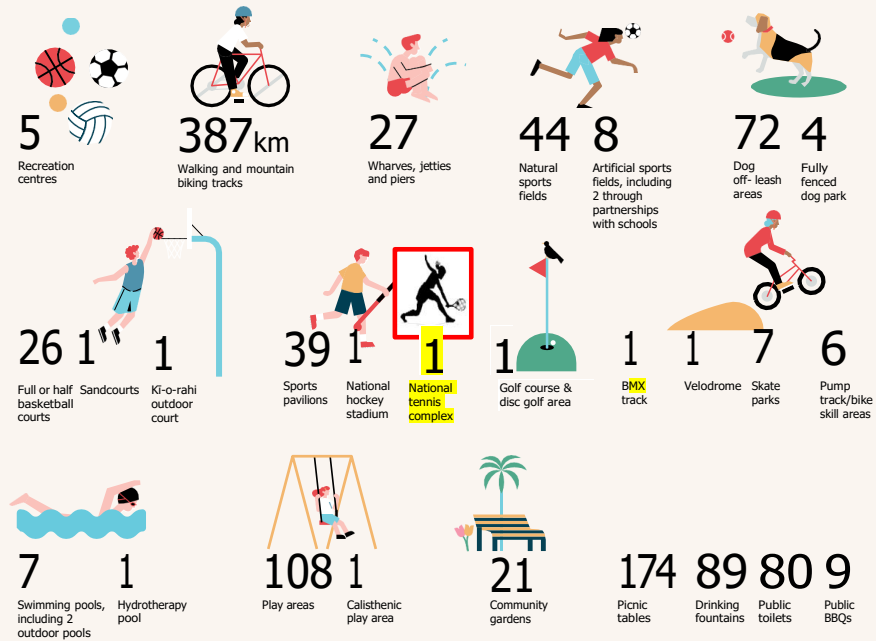 5
Recreation
centres
387km
Walking and mountain
biking tracks
27
Wharves, jetties
and piers
44
Natural
sports
fields
8
Artificial sports
fields, including
2 through
partnerships
with schools
72
Dog
off- leash
areas
4
Fully
fenced
dog park
26
Full or half
basketball
courts
1
Sandcourts
1
Kī-o-rahi
outdoor
court
39
Sports
pavilions
1
National
hockey
stadium
1
National
tennis
complex
1
Golf course &
disc golf area
1
BMX
track
1
Velodrome
7
Skate
parks
6
Pump
track/bike
skill areas
7
Swimming pools,
including 2
outdoor pools
1
Hydrotherapy
pool
108
Play areas
1
Calisthenic
play area
21
Community
gardens
174
Picnic
tables
89
Drinking
fountains
80
Public
toilets
9
Public
BBQs